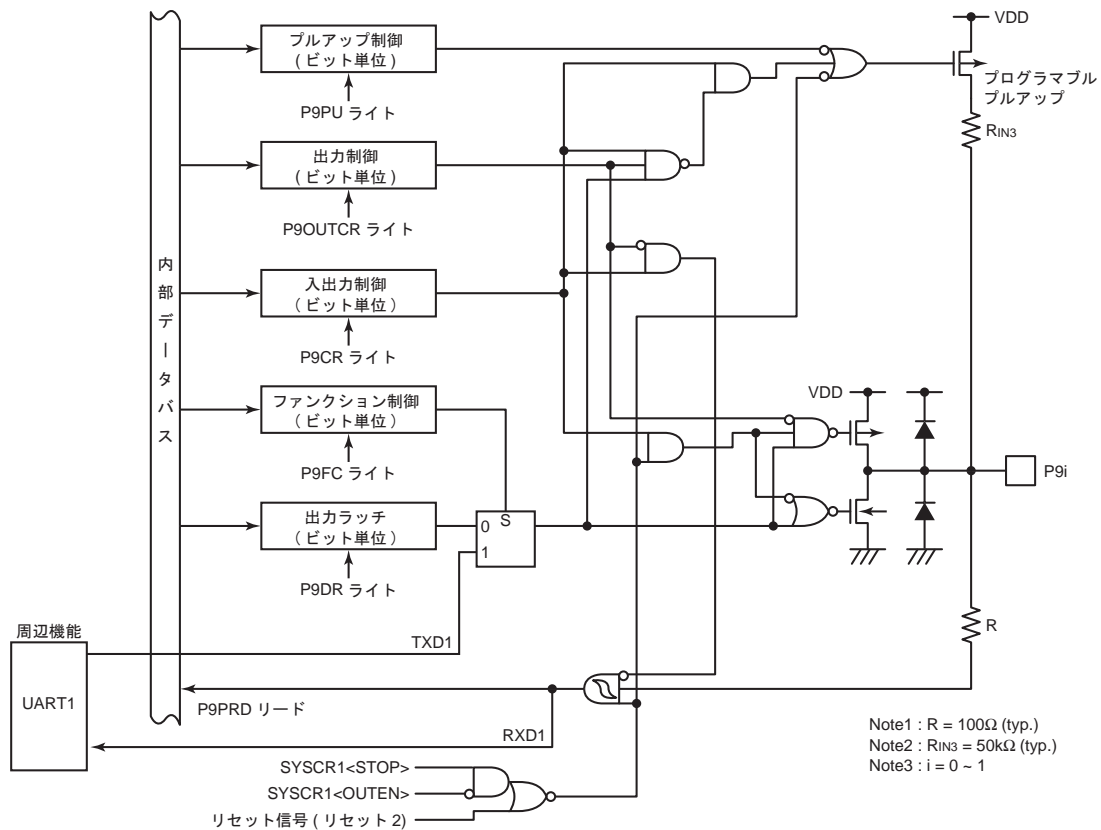 VDD
プルアップ制御
( ビット単位 )
P9PU ライト
プログラマブル
プルアップ
RIN3
出力制御
( ビット単位 )
P9OUTCR ライト
内部データバス
入出力制御
( ビット単位 )
P9CR ライト
ファンクション制御
( ビット単位 )
P9FC ライト
VDD
P9i
出力ラッチ
( ビット単位 )
P9DR ライト
0
S
1
周辺機能
UART1
TXD1
R
P9PRD リード
RXD1
SYSCR1<STOP>
SYSCR1<OUTEN>
リセット信号 ( リセット 2)
Note1 : R = 100Ω (typ.)
Note2 : RIN3 = 50kΩ (typ.)
Note3 : i = 0 ~ 1